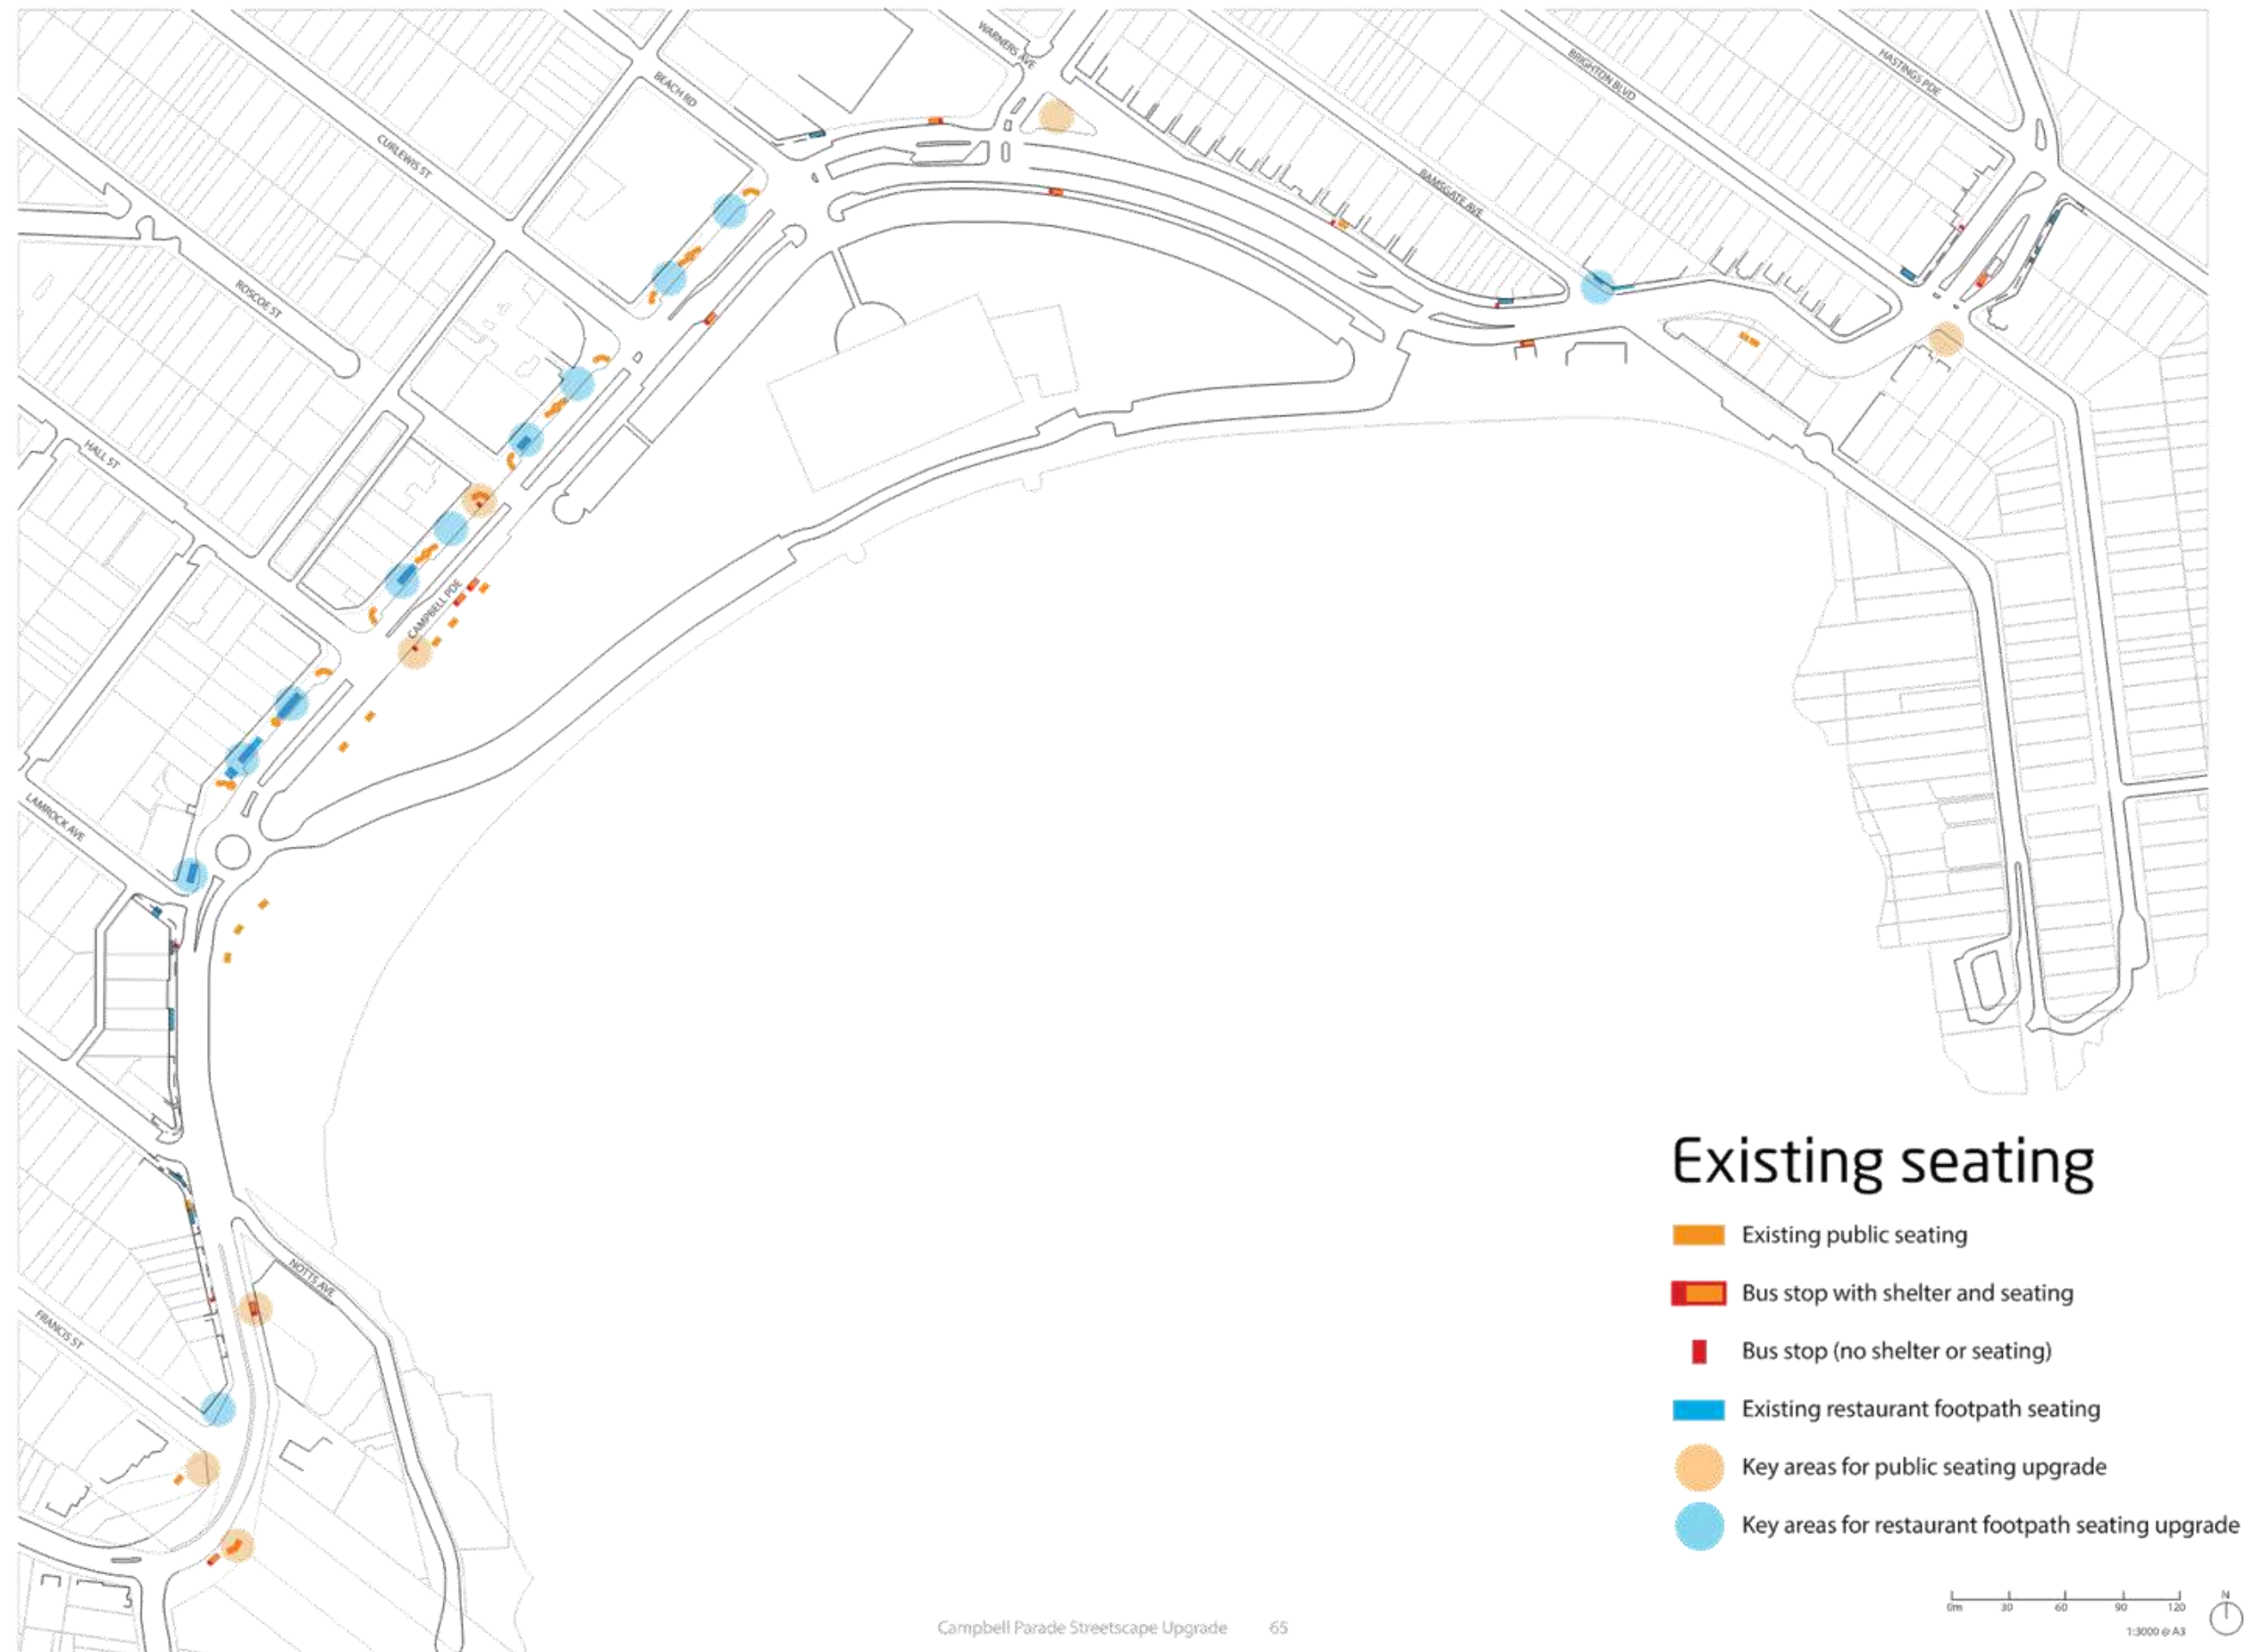 WARNERS AVE
BRIGHTON BLVD
HASTINGS PDE
BEACH RD
CURLEWIS ST
RAMSGATE AVE
ROSCOE ST
HALL ST
CAMPBELL PDE
LAMROCK AVE
NOTTS AVE
FRANCIS ST
Existing seating
Existing public seating
Bus stop with shelter and seating
Bus stop (no shelter or seating)
Existing restaurant footpath seating
Key areas for public seating upgrade
Key areas for restaurant footpath seating upgrade
0m 30 60 90 120
N
1:3000 @ A3
Campbell Parade Streetscape Upgrade 65